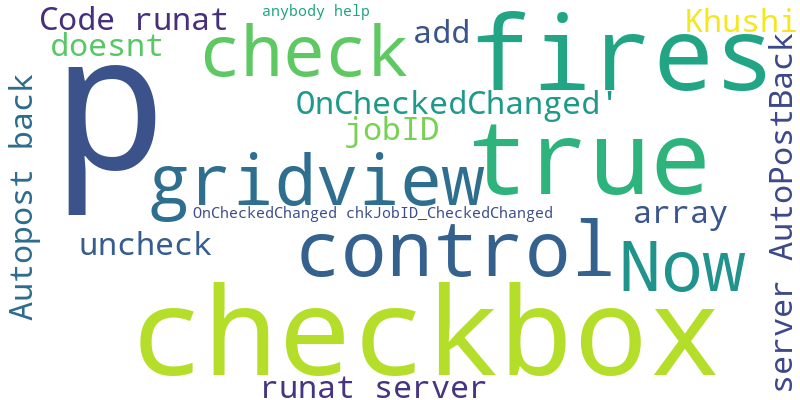 anybody help
Code runat
Khushi
add
fires
doesnt
check
p
OnCheckedChanged'
jobID
true
Autopost back
server AutoPostBack
gridview
OnCheckedChanged chkJobID_CheckedChanged
array
uncheck
control
Now
checkbox
runat server